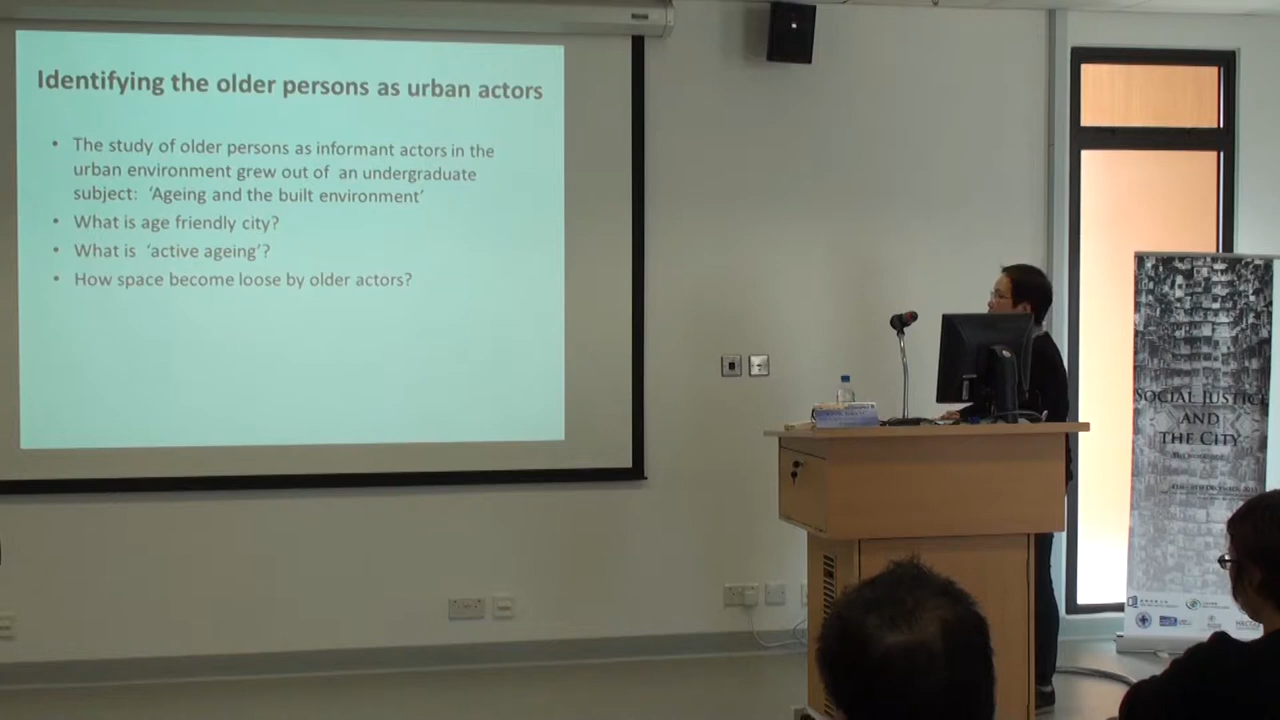 Identifying the older persons as urban actors
• The study of older persons as informant actors in the
urban environment grew out of an undergraduate
subject: 'Ageing and the built environment'
• What is age friendly city?
• What is 'active ageing'?
• How space become loose by older actors?
SOCIAL JUSTICE
AND
THE CITY